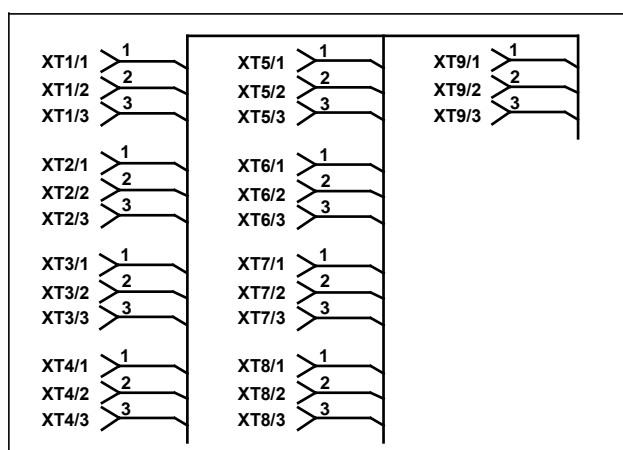 XT1/1 1
XT1/2 2
XT1/3 3
XT2/1 1
XT2/2 2
XT2/3 3
XT3/1 1
XT3/2 2
XT3/3 3
XT4/1 1
XT4/2 2
XT4/3 3
XT5/1 1
XT5/2 2
XT5/3 3
XT6/1 1
XT6/2 2
XT6/3 3
XT7/1 1
XT7/2 2
XT7/3 3
XT8/1 1
XT8/2 2
XT8/3 3
XT9/1 1
XT9/2 2
XT9/3 3